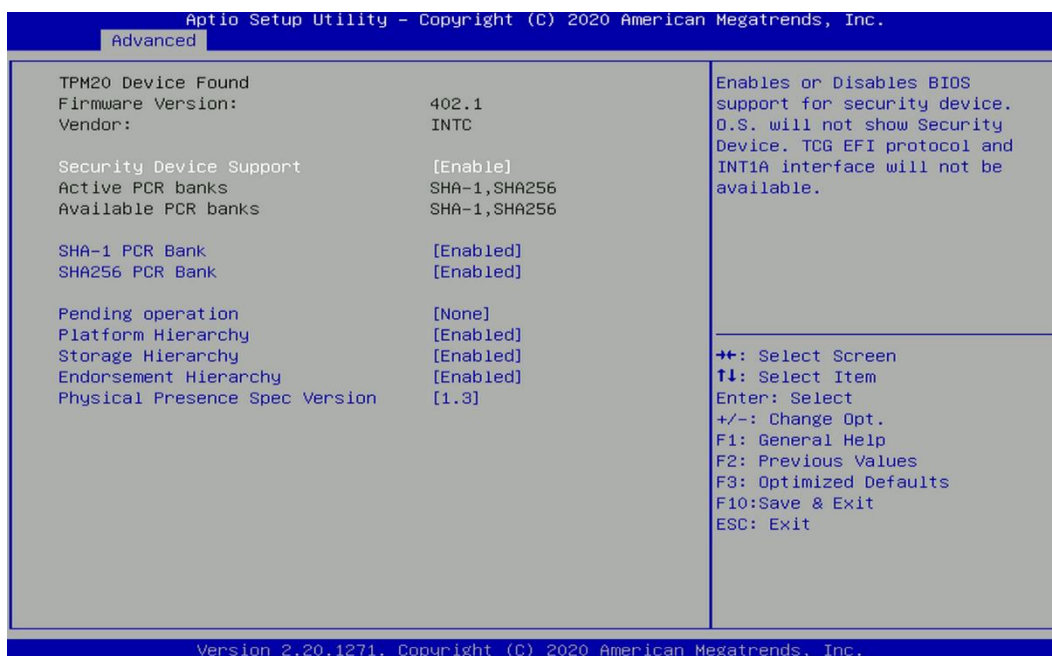 Aptio Setup Utility – Copyright (C) 2020 American Megatrends, Inc.
Advanced
TPM20 Device Found
Firmware Version: 402.1
Vendor: INTC
Security Device Support [Enable]
Active PCR banks SHA-1,SHA256
Available PCR banks SHA-1,SHA256
SHA-1 PCR Bank [Enabled]
SHA256 PCR Bank [Enabled]
Pending operation [None]
Platform Hierarchy [Enabled]
Storage Hierarchy [Enabled]
Endorsement Hierarchy [Enabled]
Physical Presence Spec Version [1.3]
Enables or Disables BIOS
support for security device.
O.S. will not show Security
Device. TCG EFI protocol and
INT1A interface will not be
available.
→←: Select Screen
↑↓: Select Item
Enter: Select
+/-: Change Opt.
F1: General Help
F2: Previous Values
F3: Optimized Defaults
F10:Save & Exit
ESC: Exit
Version 2.20.1271. Copyright (C) 2020 American Megatrends, Inc.